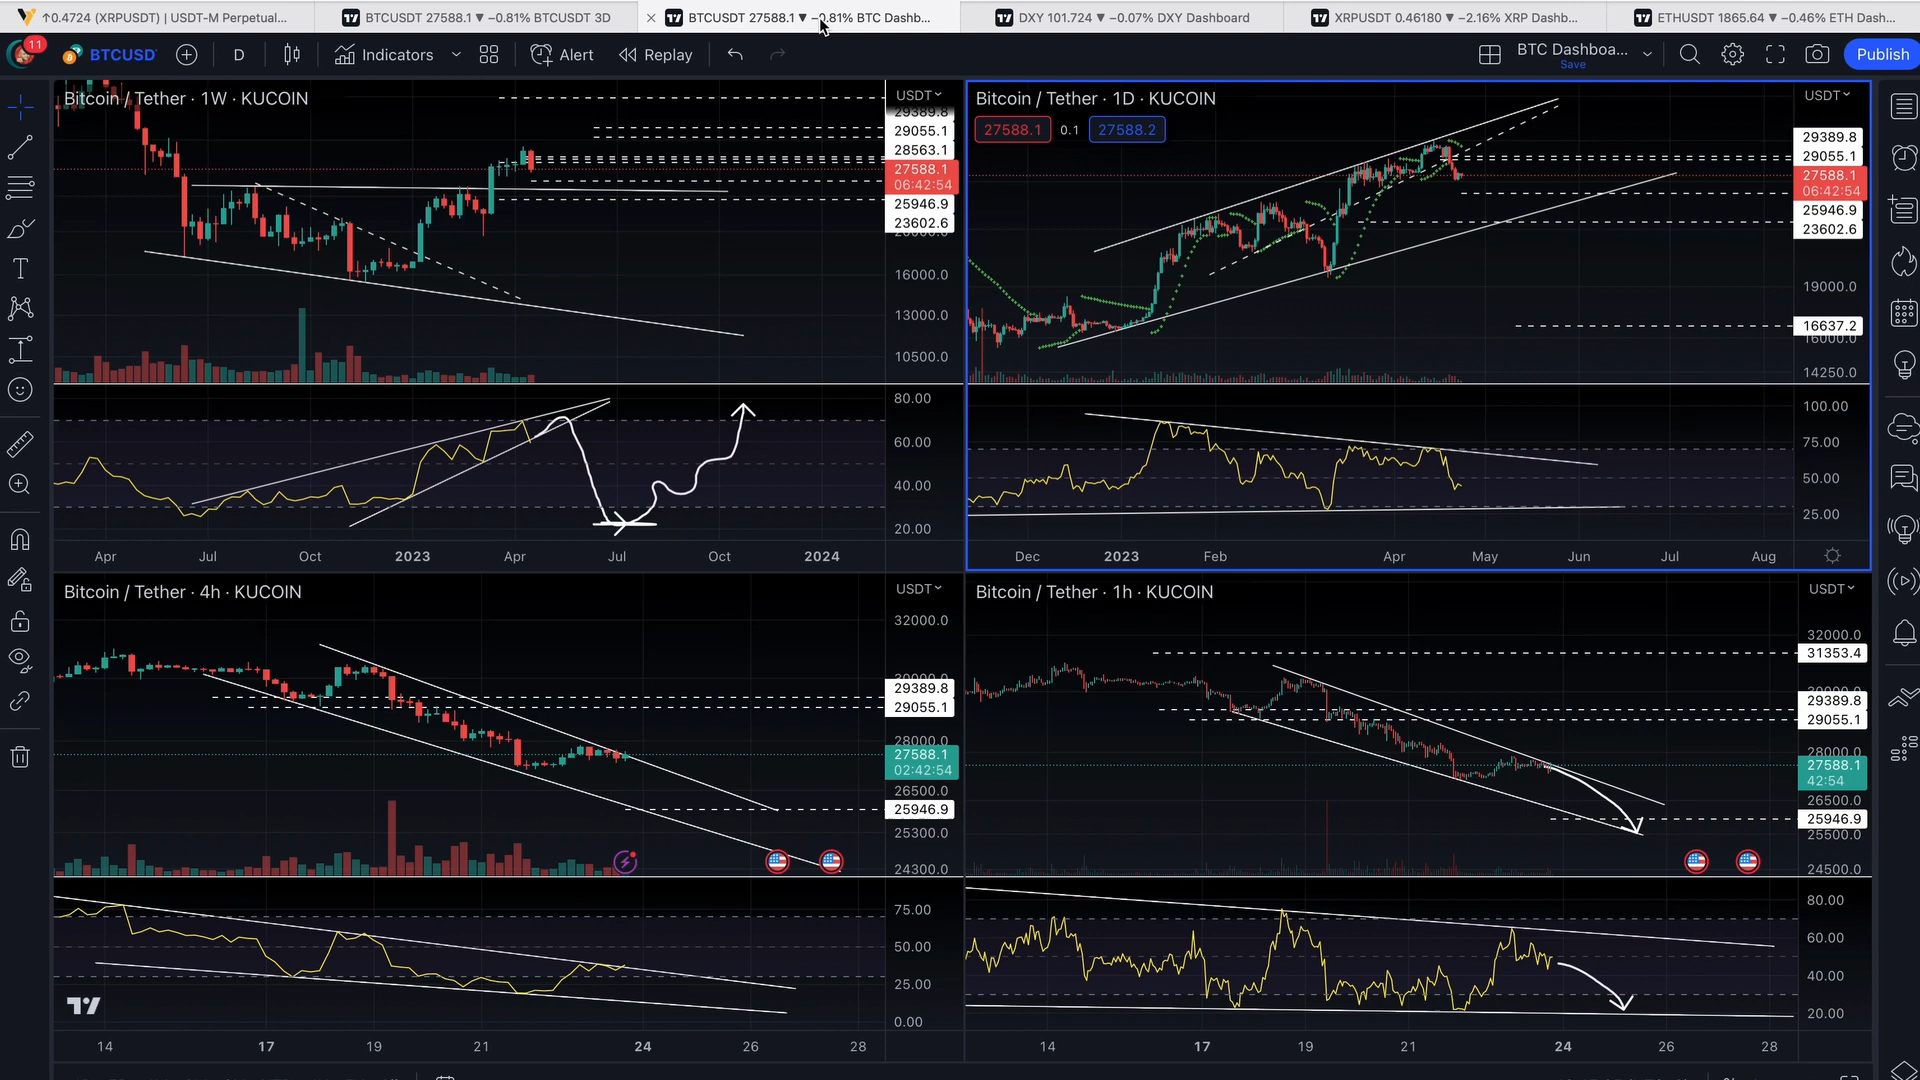 ↑0.4724 (XRPUSDT) | USDT-M Perpetual...
BTCUSDT 27588.1 ▼ −0.81% BTCUSDT 3D
BTCUSDT 27588.1 ▼ −0.81% BTC Dashb...
DXY 101.724 ▼ −0.07% DXY Dashboard
XRPUSDT 0.46180 ▼ −2.16% XRP Dashb...
ETHUSDT 1865.64 ▼ −0.46% ETH Dash...
11
BTCUSD
D
Indicators
Alert
Replay
BTC Dashboa...
Save
Publish
Bitcoin / Tether · 1W · KUCOIN
USDT
29389.8
29055.1
28563.1
27588.1
06:42:54
25946.9
23602.6
16000.0
13000.0
10500.0
80.00
60.00
40.00
20.00
Apr
Jul
Oct
2023
Apr
Jul
Oct
2024
Bitcoin / Tether · 1D · KUCOIN
27588.1
0.1
27588.2
USDT
29389.8
29055.1
27588.1
06:42:54
25946.9
23602.6
19000.0
16637.2
16000.0
14250.0
100.00
75.00
50.00
25.00
Dec
2023
Feb
Apr
May
Jun
Jul
Aug
Bitcoin / Tether · 4h · KUCOIN
USDT
32000.0
29389.8
29055.1
28000.0
27588.1
02:42:54
26500.0
25946.9
25300.0
24300.0
75.00
50.00
25.00
0.00
14
17
19
21
24
26
28
Bitcoin / Tether · 1h · KUCOIN
USDT
32000.0
31353.4
29389.8
29055.1
28000.0
27588.1
42:54
26500.0
25946.9
25500.0
24500.0
80.00
60.00
40.00
20.00
14
17
19
21
24
26
28